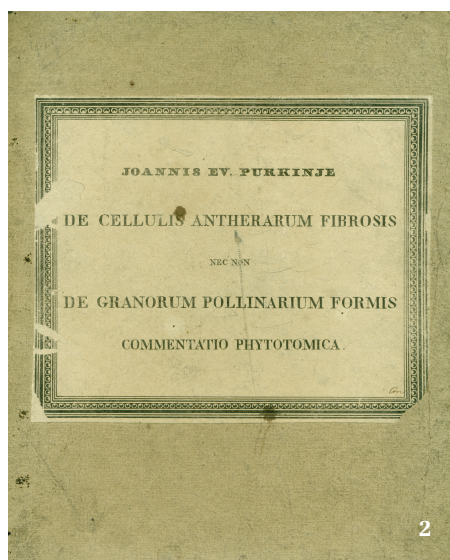 JOANNIS EV. PURKINJE
DE CELLULIS ANTHERARUM FIBROSIS
NEC NON
DE GRANORUM POLLINARIUM FORMIS
COMMENTATIO PHYTOTOMICA.
2